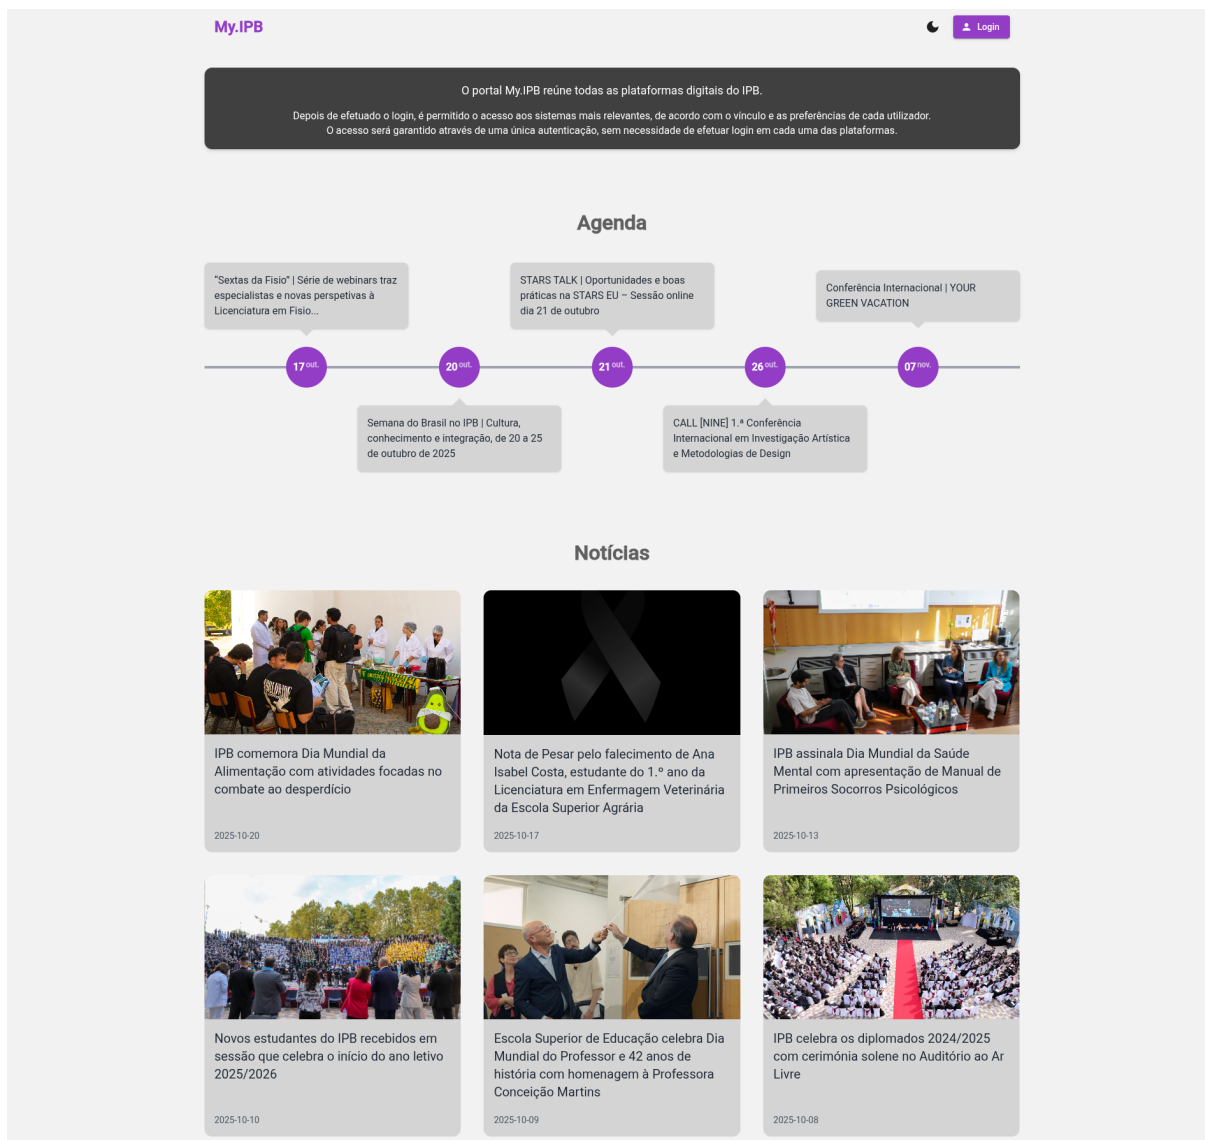 My.IPB
Login
O portal My.IPB reúne todas as plataformas digitais do IPB.
Depois de efetuado o login, é permitido o acesso aos sistemas mais relevantes, de acordo com o vínculo e as preferências de cada utilizador.
O acesso será garantido através de uma única autenticação, sem necessidade de efetuar login em cada uma das plataformas.
Agenda
“Sextas da Fisio” | Série de webinars traz
especialistas e novas perspetivas à
Licenciatura em Fisio...
STARS TALK | Oportunidades e boas
práticas na STARS EU – Sessão online
dia 21 de outubro
Conferência Internacional | YOUR
GREEN VACATION
17 out.
20 out.
21 out.
26 out.
07 nov.
Semana do Brasil no IPB | Cultura,
conhecimento e integração, de 20 a 25
de outubro de 2025
CALL [NINE] 1.ª Conferência
Internacional em Investigação Artística
e Metodologias de Design
Notícias
IPB comemora Dia Mundial da
Alimentação com atividades focadas no
combate ao desperdício
2025-10-20
Nota de Pesar pelo falecimento de Ana
Isabel Costa, estudante do 1.º ano da
Licenciatura em Enfermagem Veterinária
da Escola Superior Agrária
2025-10-17
IPB assinala Dia Mundial da Saúde
Mental com apresentação de Manual de
Primeiros Socorros Psicológicos
2025-10-13
Novos estudantes do IPB recebidos em
sessão que celebra o início do ano letivo
2025/2026
2025-10-10
Escola Superior de Educação celebra Dia
Mundial do Professor e 42 anos de
história com homenagem à Professora
Conceição Martins
2025-10-09
IPB celebra os diplomados 2024/2025
com cerimónia solene no Auditório ao Ar
Livre
2025-10-08